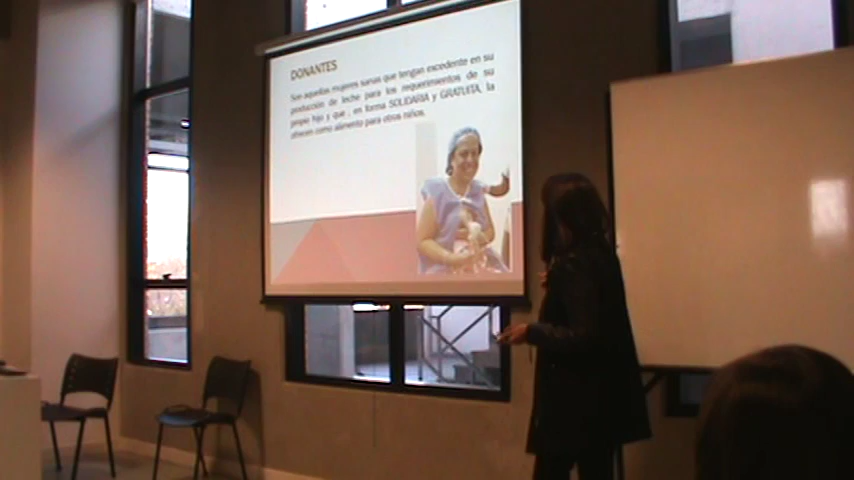 DONANTES
Son aquellas mujeres sanas que tengan excedente en su
producción de leche para los requerimientos de su
propio hijo y que , en forma SOLIDARIA y GRATUITA, la
ofrecen como alimento para otros niños.